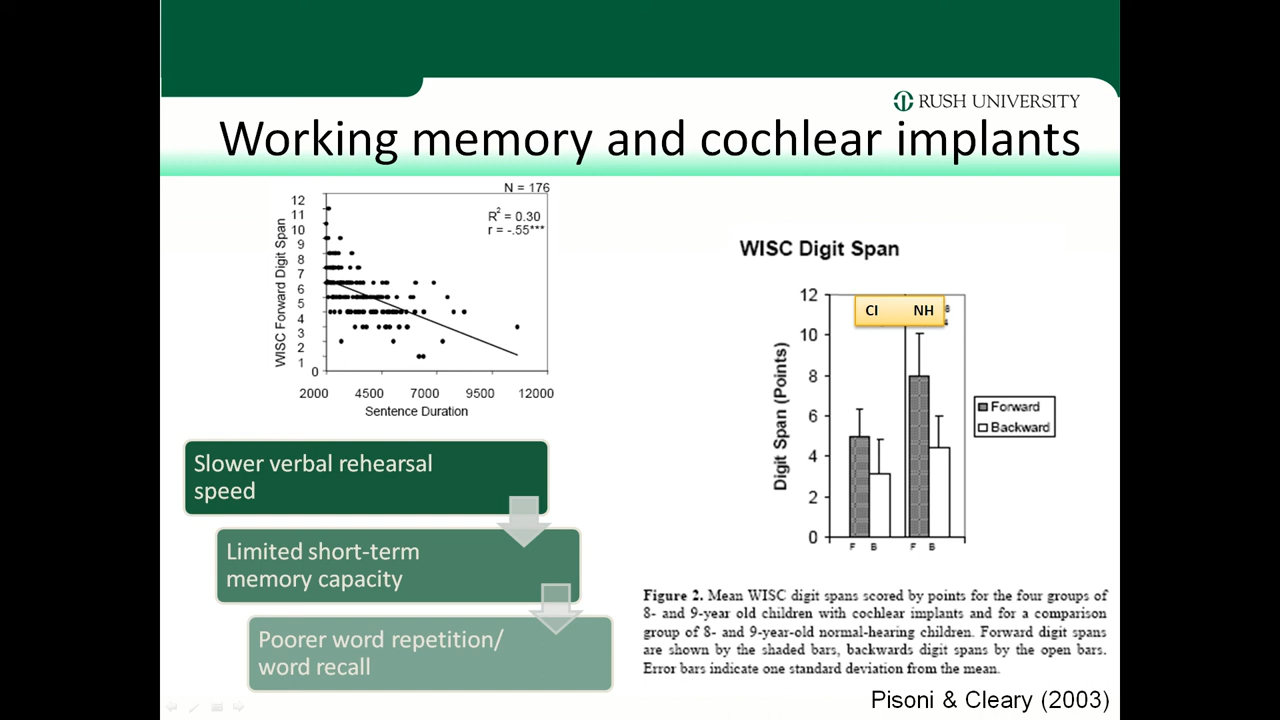 RUSH UNIVERSITY
Working memory and cochlear implants
N = 176
R² = 0.30
r = -.55***
WISC Forward Digit Span
12
11
10
9
8
7
6
5
4
3
2
1
0
2000 4500 7000 9500 12000
Sentence Duration
Slower verbal rehearsal
speed
Limited short-term
memory capacity
Poorer word repetition/
word recall
WISC Digit Span
Digit Span (Points)
12
10
8
6
4
2
0
CI NH
F B F B
Forward
Backward
Figure 2. Mean WISC digit spans scored by points for the four groups of
8- and 9-year old children with cochlear implants and for a comparison
group of 8- and 9-year-old normal-hearing children. Forward digit spans
are shown by the shaded bars, backwards digit spans by the open bars.
Error bars indicate one standard deviation from the mean.
Pisoni & Cleary (2003)